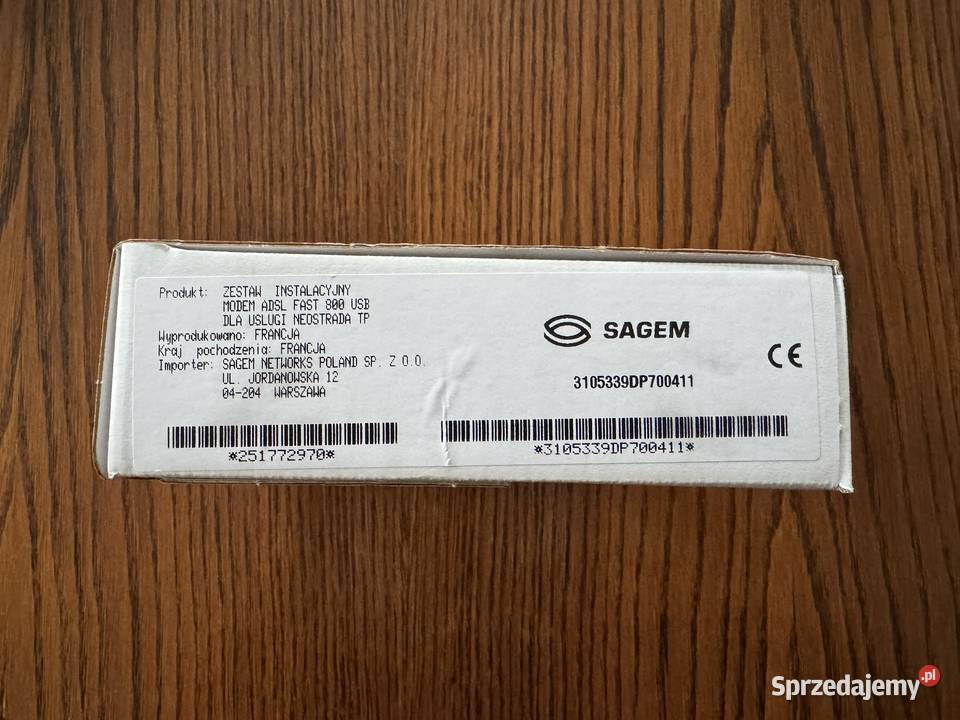 Produkt: ZESTAW INSTALACYJNY
MODEM ADSL FAST 800 USB
DLA USLUGI NEOSTRADA TP
Wyprodukowano: FRANCJA
Kraj pochodzenia: FRANCJA
Importer: SAGEM NETWORKS POLAND SP. Z O.O.
UL. JORDANOWSKA 12
04-204 WARSZAWA
*251772970*
SAGEM
CE
3105339DP700411
*3105339DP700411*
Sprzedajemy.pl